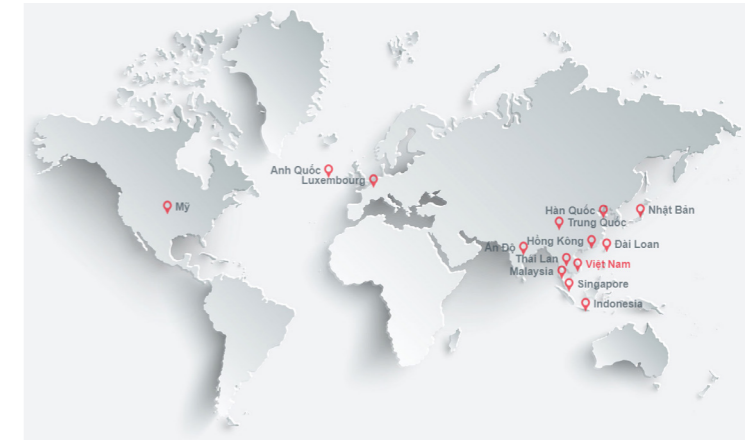 Anh Quốc
Luxembourg
Mỹ
Hàn Quốc
Nhật Bản
Trung Quốc
Hồng Kông
Đài Loan
Ấn Độ
Thái Lan
Việt Nam
Malaysia
Singapore
Indonesia